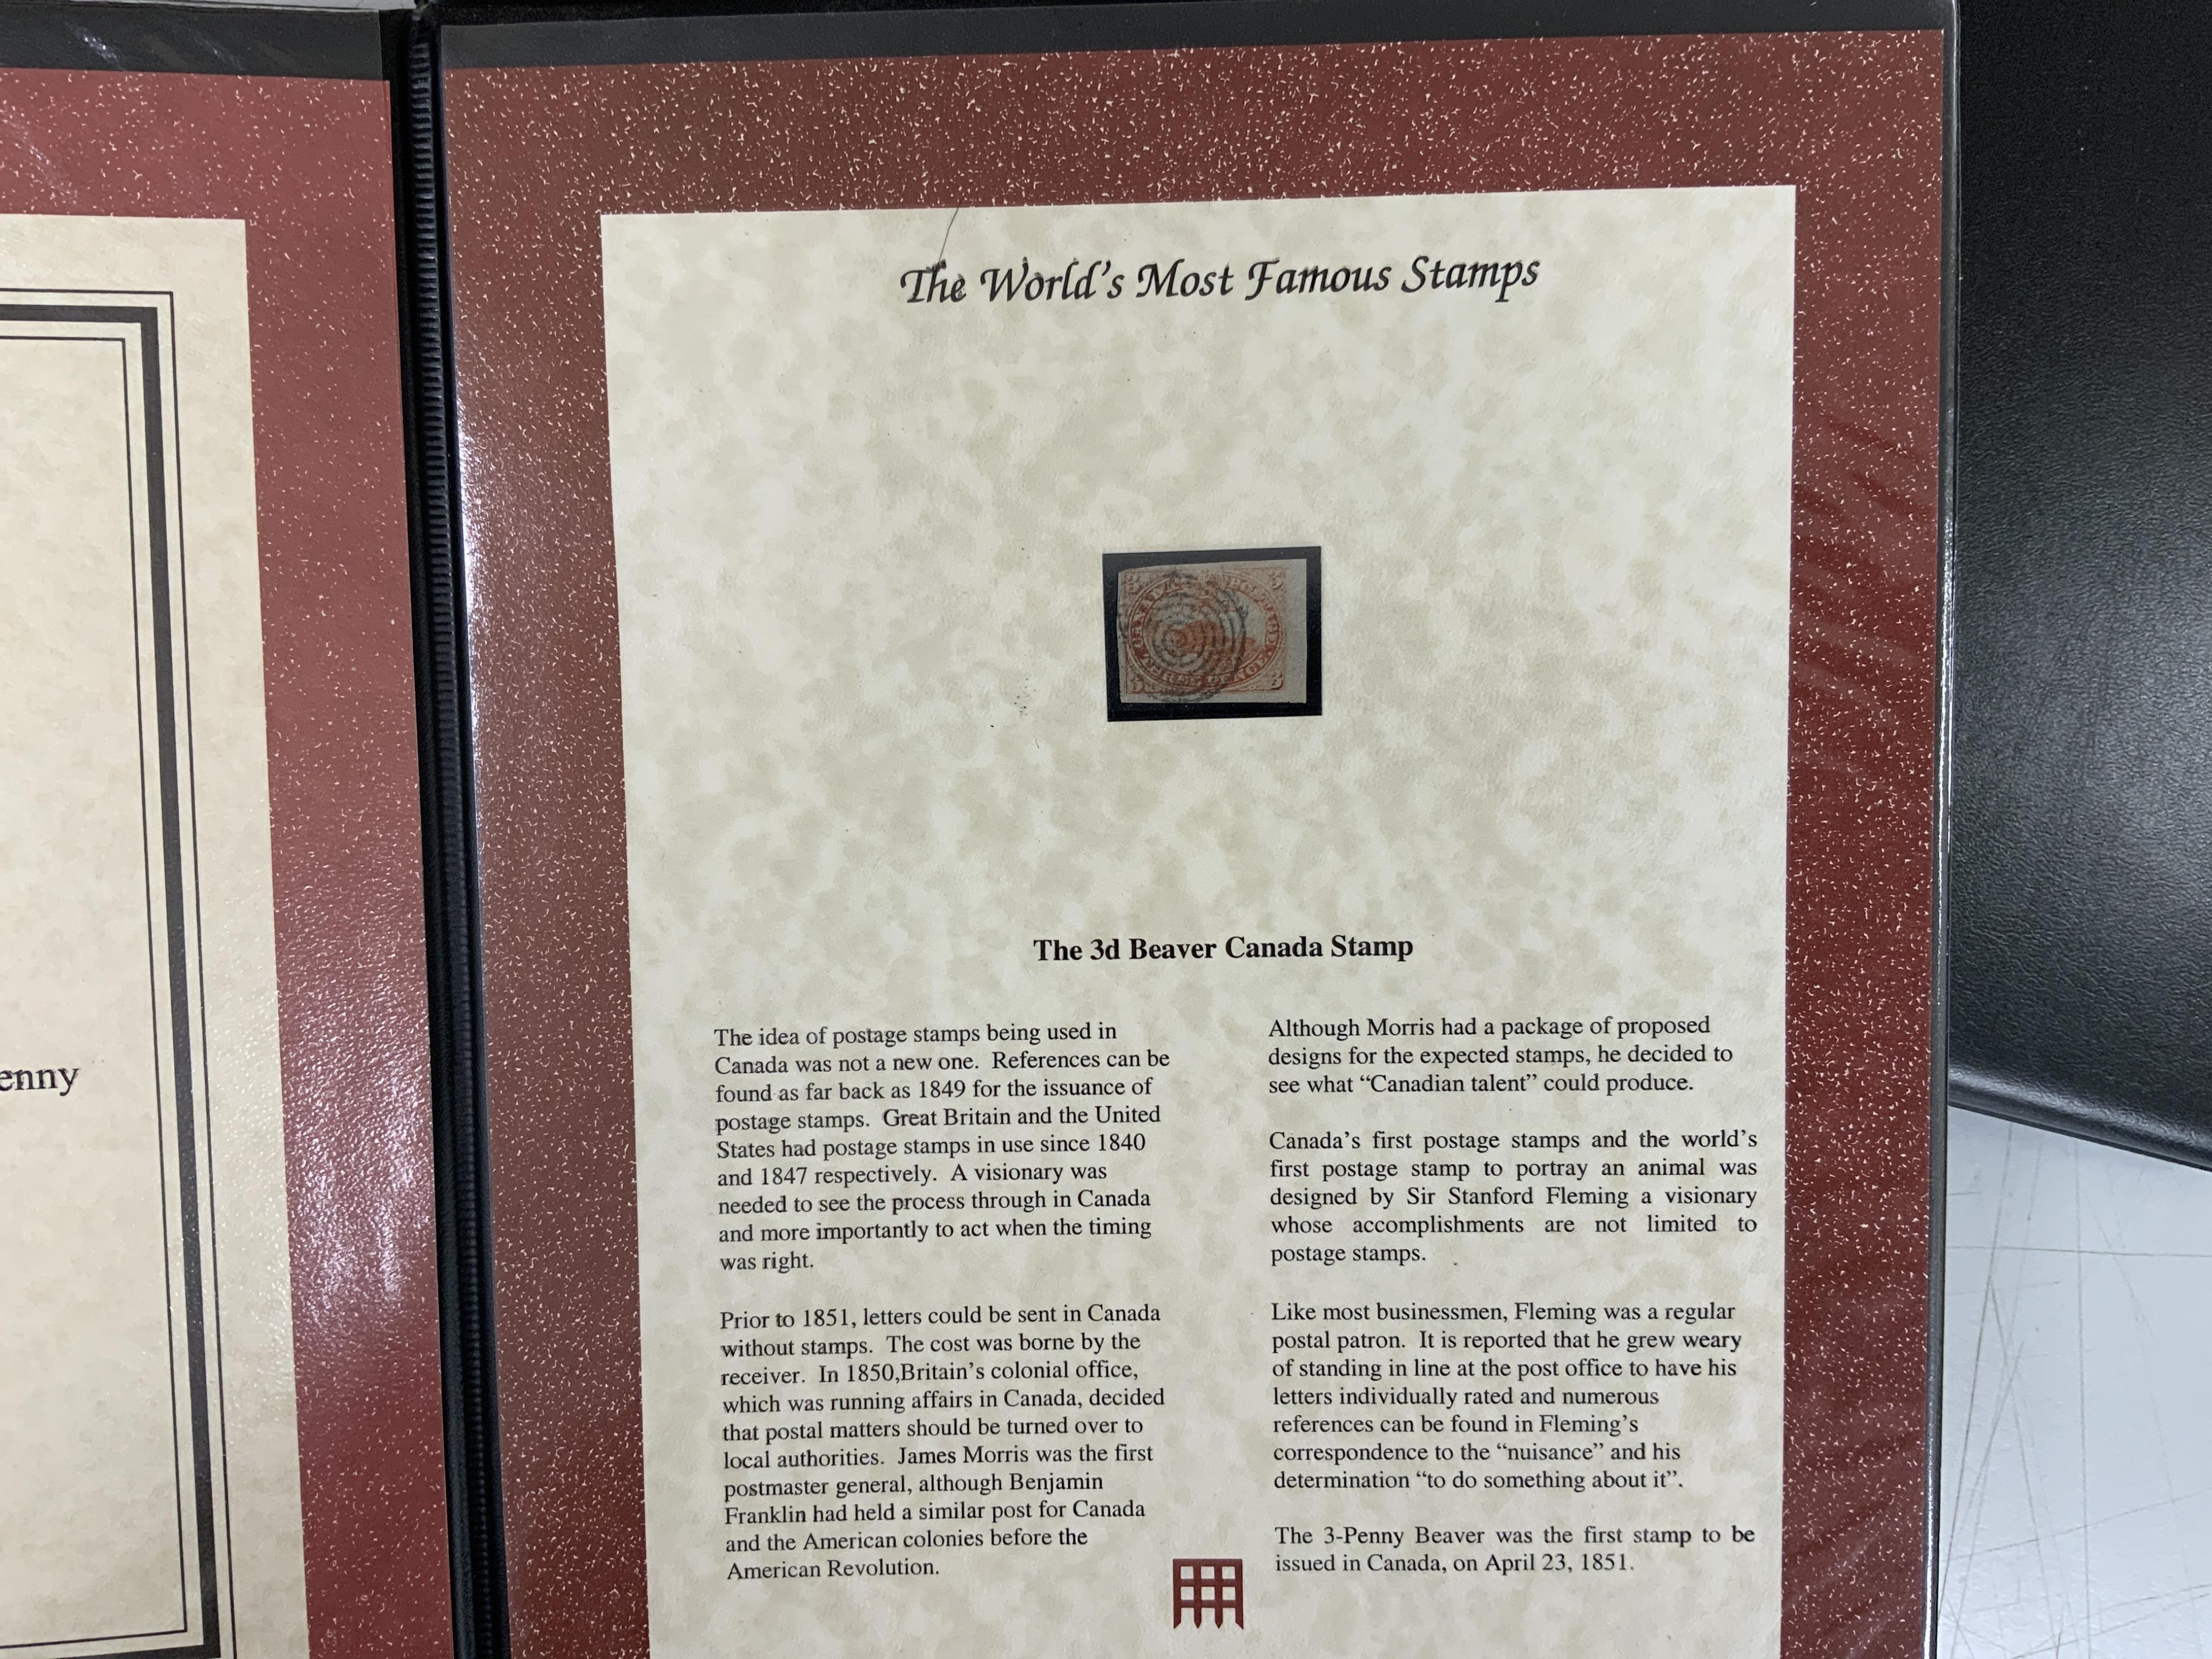 enny
The World's Most Famous Stamps
3
3
THREE PENCE
3
The 3d Beaver Canada Stamp
The idea of postage stamps being used in
Canada was not a new one. References can be
found as far back as 1849 for the issuance of
postage stamps. Great Britain and the United
States had postage stamps in use since 1840
and 1847 respectively. A visionary was
needed to see the process through in Canada
and more importantly to act when the timing
was right.
Prior to 1851, letters could be sent in Canada
without stamps. The cost was borne by the
receiver. In 1850,Britain's colonial office,
which was running affairs in Canada, decided
that postal matters should be turned over to
local authorities. James Morris was the first
postmaster general, although Benjamin
Franklin had held a similar post for Canada
and the American colonies before the
American Revolution.
Although Morris had a package of proposed
designs for the expected stamps, he decided to
see what “Canadian talent” could produce.
Canada's first postage stamps and the world's
first postage stamp to portray an animal was
designed by Sir Stanford Fleming a visionary
whose accomplishments are not limited to
postage stamps.
Like most businessmen, Fleming was a regular
postal patron. It is reported that he grew weary
of standing in line at the post office to have his
letters individually rated and numerous
references can be found in Fleming's
correspondence to the “nuisance” and his
determination “to do something about it”.
The 3-Penny Beaver was the first stamp to be
issued in Canada, on April 23, 1851.